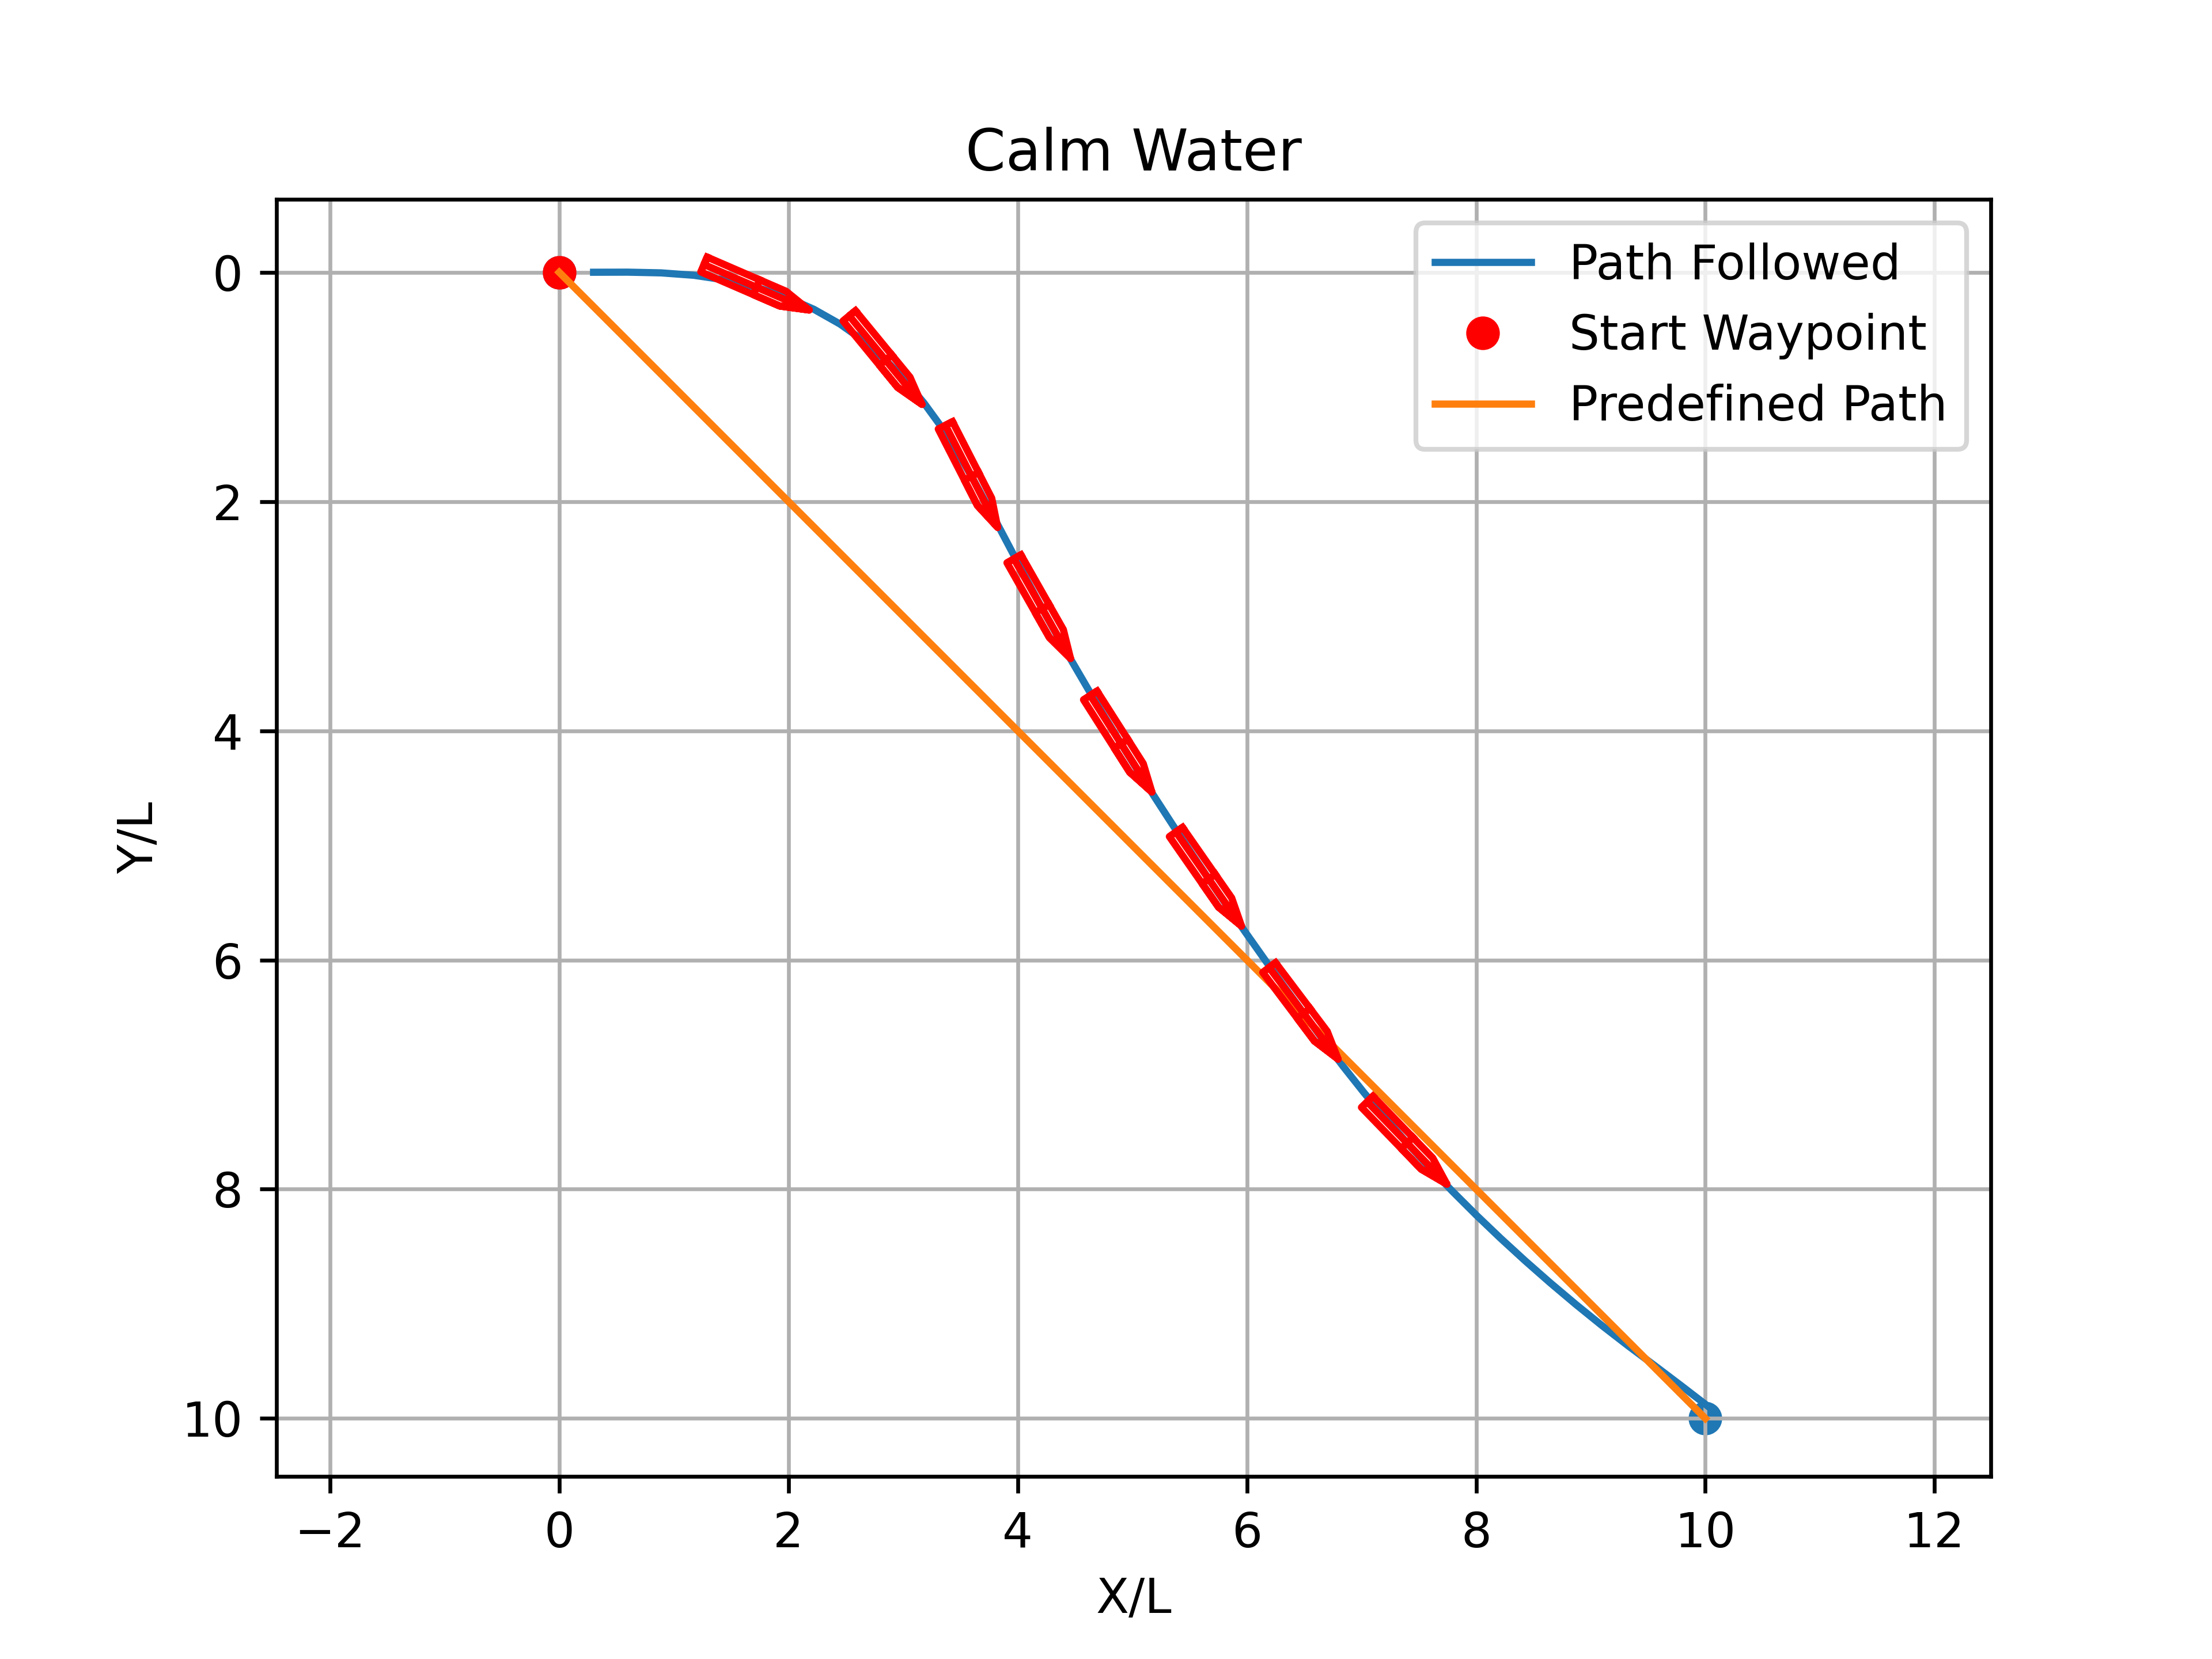 Calm Water
Path Followed
Start Waypoint
Predefined Path
0
2
4
6
8
10
Y/L
−2
0
2
4
6
8
10
12
X/L